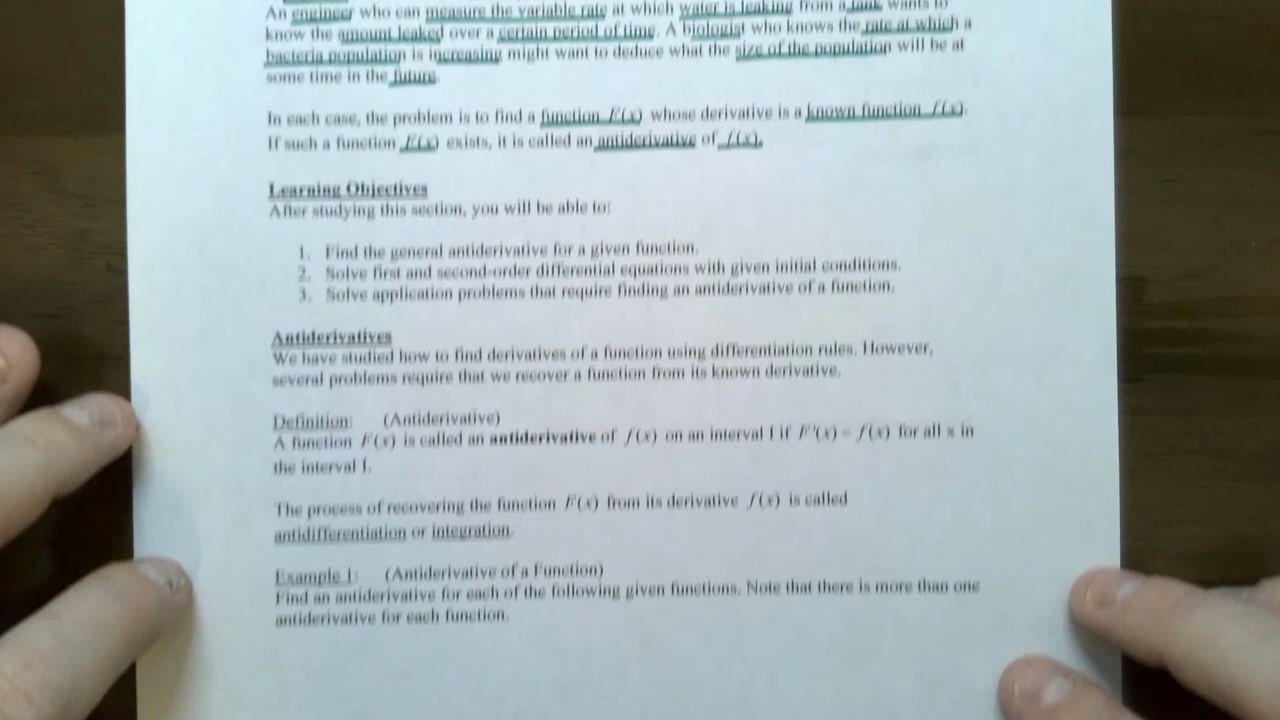 An engineer who can measure the variable rate at which water is leaking from a tank wants to
know the amount leaked over a certain period of time. A biologist who knows the rate at which a
bacteria population is increasing might want to deduce what the size of the population will be at
some time in the future.
In each case, the problem is to find a function F(x) whose derivative is a known function f(x).
If such a function F(x) exists, it is called an antiderivative of f(x).
Learning Objectives
After studying this section, you will be able to:
1. Find the general antiderivative for a given function.
2. Solve first and second-order differential equations with given initial conditions.
3. Solve application problems that require finding an antiderivative of a function.
Antiderivatives
We have studied how to find derivatives of a function using differentiation rules. However,
several problems require that we recover a function from its known derivative.
Definition: (Antiderivative)
A function F(x) is called an antiderivative of f(x) on an interval I if F'(x) = f(x) for all x in
the interval I.
The process of recovering the function F(x) from its derivative f(x) is called
antidifferentiation or integration.
Example 1: (Antiderivative of a Function)
Find an antiderivative for each of the following given functions. Note that there is more than one
antiderivative for each function.